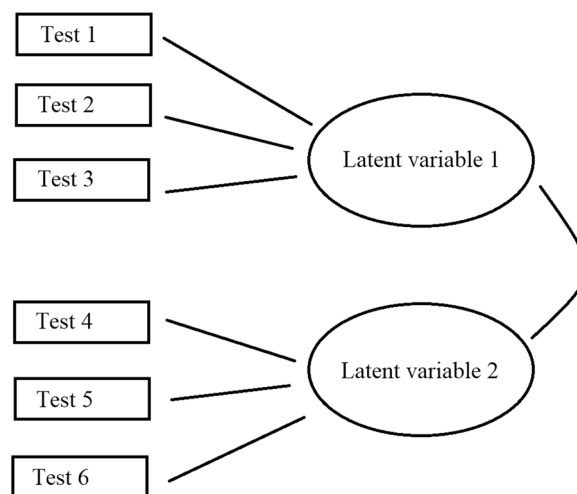 Test 1
Test 2
Test 3
Latent variable 1
Test 4
Test 5
Test 6
Latent variable 2